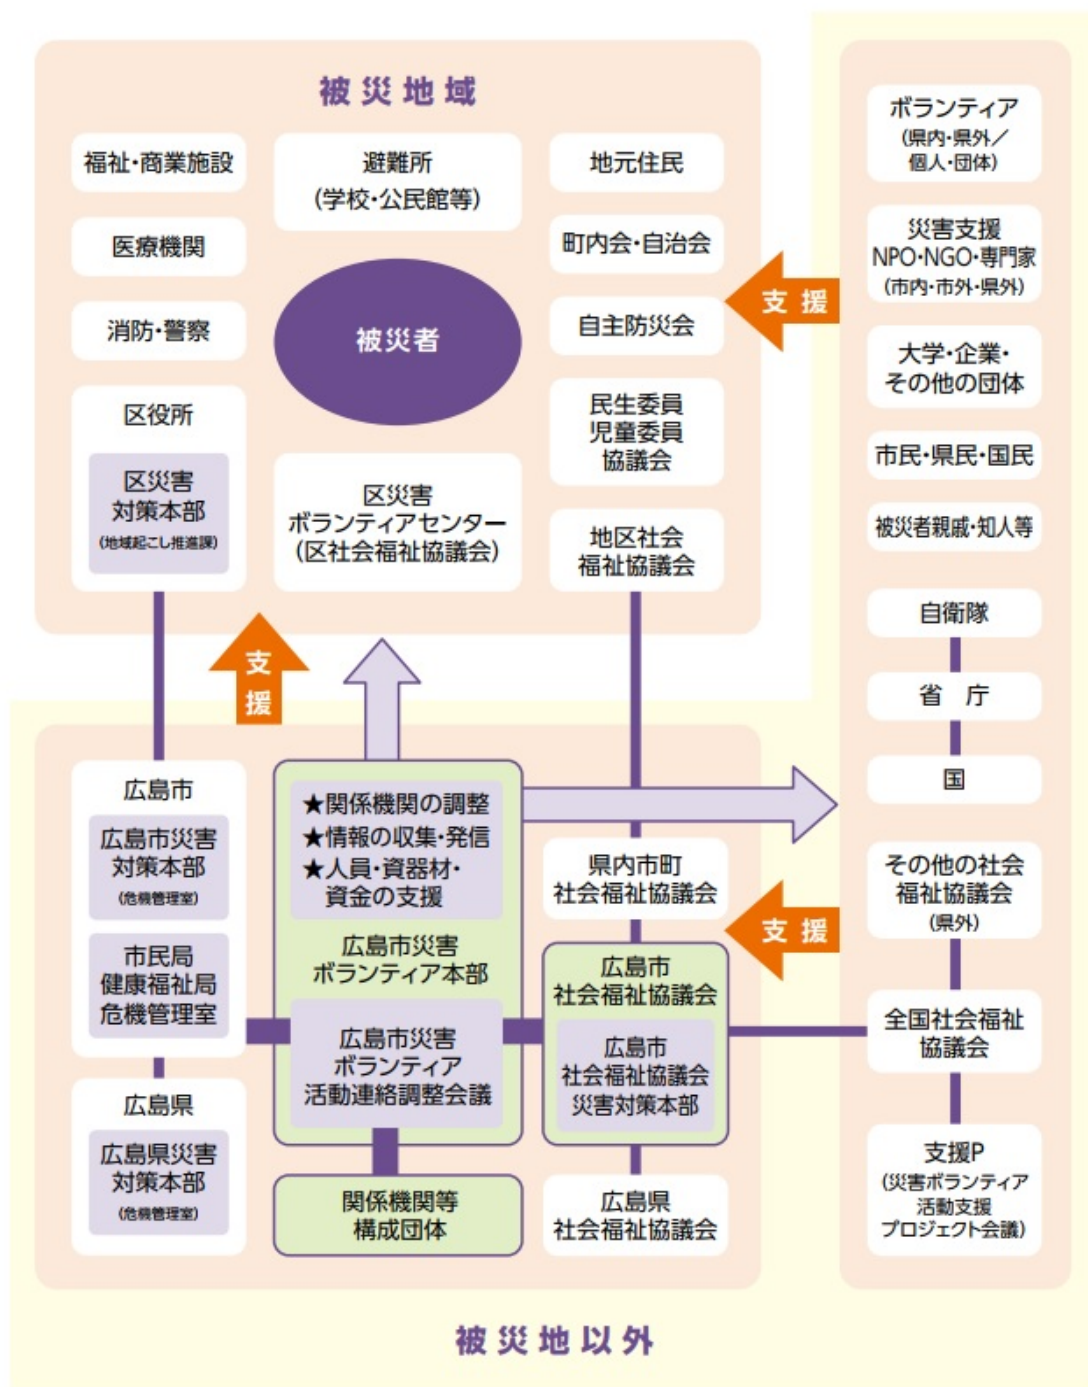 被災地域
福祉・商業施設
医療機関
消防・警察
区役所
区災害
対策本部
(地域起こし推進課)
避難所
(学校・公民館等)
被災者
区災害
ボランティアセンター
(区社会福祉協議会)
地元住民
町内会・自治会
自主防災会
民生委員
児童委員
協議会
地区社会
福祉協議会
支援
支
援
広島市
広島市災害
対策本部
(危機管理室)
市民局
健康福祉局
危機管理室
広島県
広島県災害
対策本部
(危機管理室)
★関係機関の調整
★情報の収集・発信
★人員・資器材・
資金の支援
広島市災害
ボランティア本部
広島市災害
ボランティア
活動連絡調整会議
関係機関等
構成団体
県内市町
社会福祉協議会
広島市
社会福祉協議会
広島市
社会福祉協議会
災害対策本部
広島県
社会福祉協議会
支援
ボランティア
(県内・県外／
個人・団体)
災害支援
NPO・NGO・専門家
(市内・市外・県外)
大学・企業・
その他の団体
市民・県民・国民
被災者親戚・知人等
自衛隊
省　庁
国
その他の社会
福祉協議会
(県外)
全国社会福祉
協議会
支援P
(災害ボランティア
活動支援
プロジェクト会議)
被災地以外